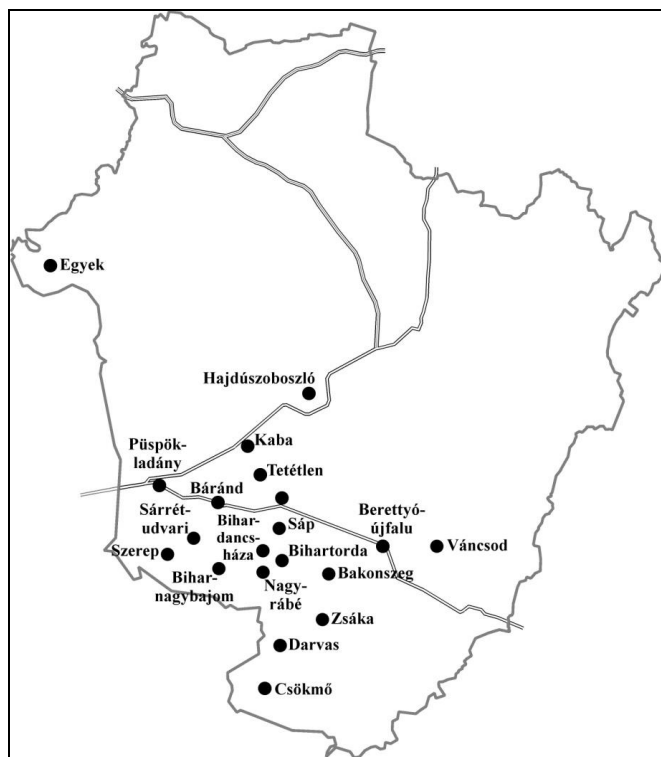 Egyek
Hajdúszoboszló
Kaba
Püspök-
ladány
Tetétlen
Báránd
Sárrét-
udvari
Bihar-
dancs-
háza
Sáp
Berettyó-
újfalu
Szerep
Bihartorda
Váncsod
Bihar-
nagybajom
Nagy-
rábé
Bakonszeg
Zsáka
Darvas
Csökmő